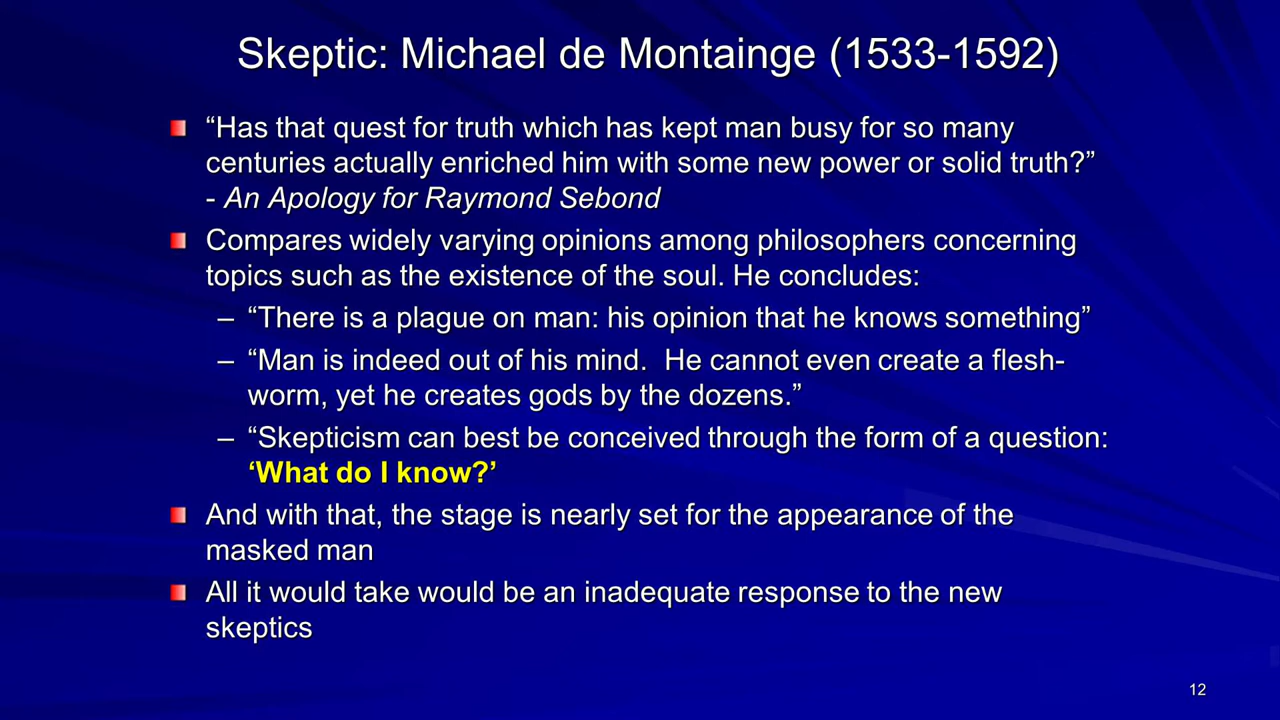 Skeptic: Michael de Montainge (1533-1592)
“Has that quest for truth which has kept man busy for so many
centuries actually enriched him with some new power or solid truth?”
- An Apology for Raymond Sebond
Compares widely varying opinions among philosophers concerning
topics such as the existence of the soul. He concludes:
– “There is a plague on man: his opinion that he knows something”
– “Man is indeed out of his mind.  He cannot even create a flesh-
worm, yet he creates gods by the dozens.”
– “Skepticism can best be conceived through the form of a question:
‘What do I know?’
And with that, the stage is nearly set for the appearance of the
masked man
All it would take would be an inadequate response to the new
skeptics
12